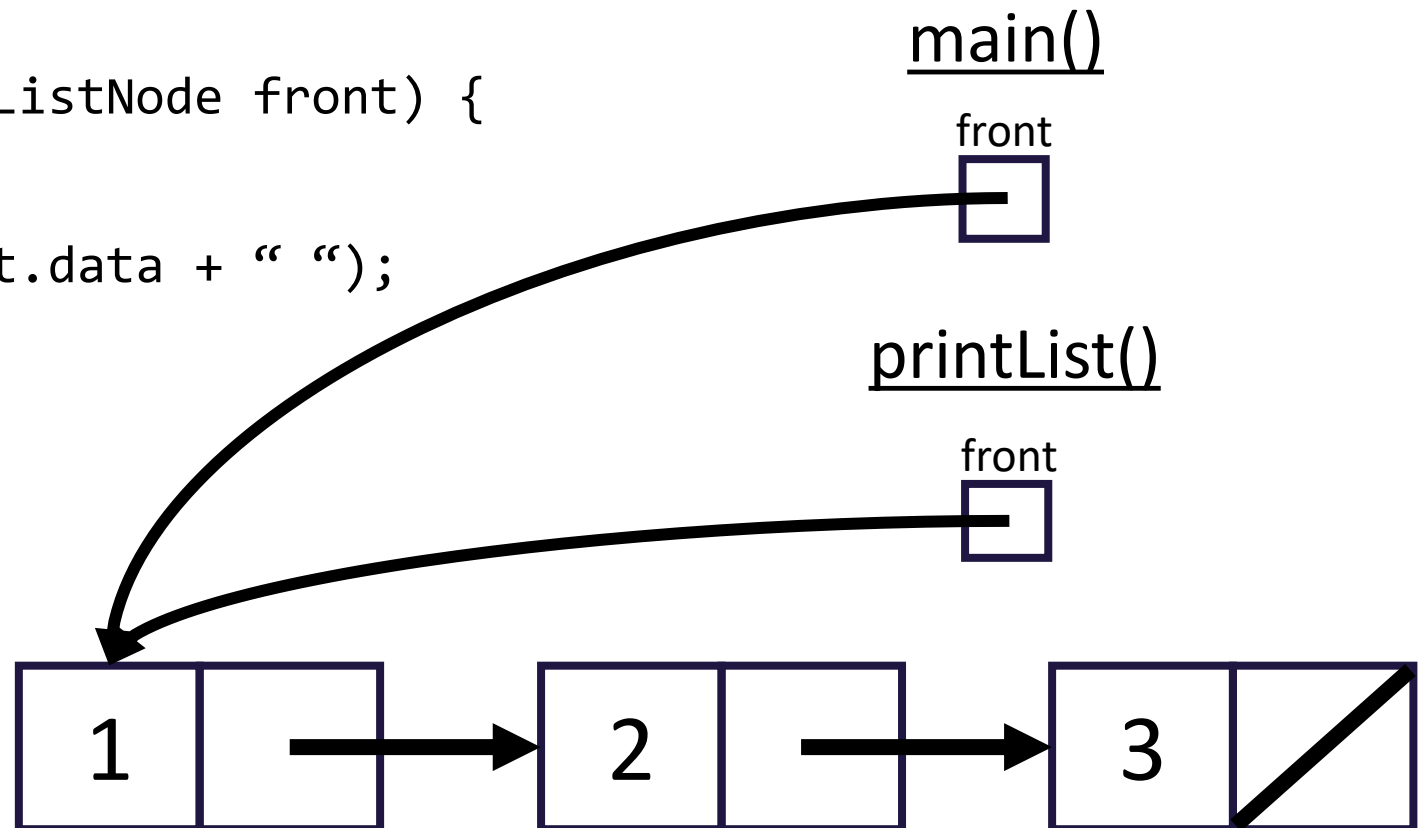 main()
ListNode front) {
front
t.data + “ “);
printList()
front
1 2 3